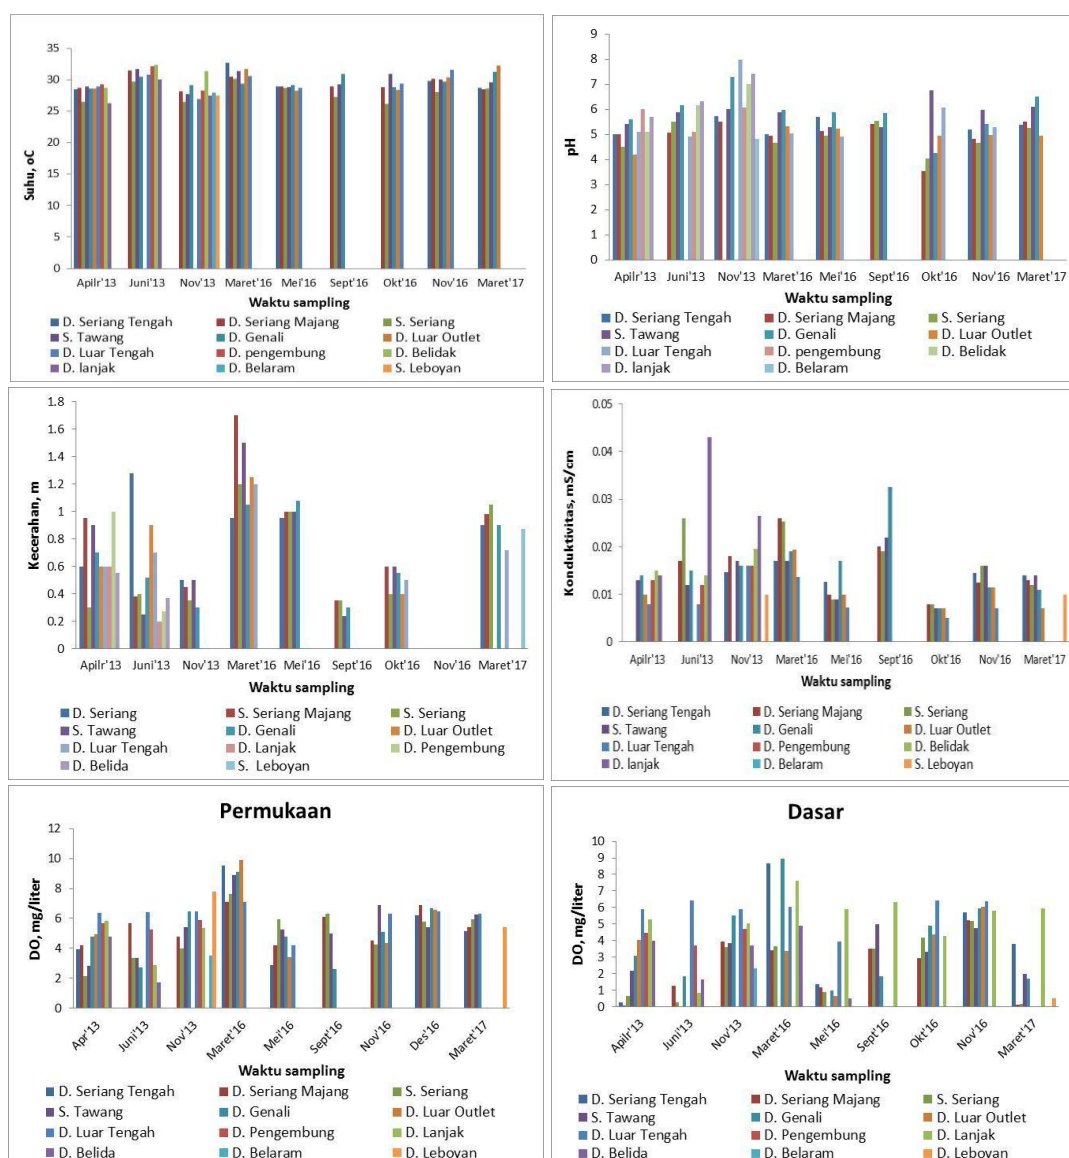 35
30
25
20
15
10
5
0
Suhu, oC
Apilr'13 Juni'13 Nov'13 Maret'16 Mei'16 Sept'16 Okt'16 Nov'16 Maret'17
Waktu sampling
D. Seriang Tengah D. Seriang Majang S. Seriang
S. Tawang D. Genali D. Luar Outlet
D. Luar Tengah D. pengembung D. Belidak
D. lanjak D. Belaram S. Leboyan
9
8
7
6
5
4
3
2
1
0
pH
Apilr'13 Juni'13 Nov'13 Maret'16 Mei'16 Sept'16 Okt'16 Nov'16 Maret'17
Waktu sampling
D. Seriang Tengah D. Seriang Majang S. Seriang
S. Tawang D. Genali D. Luar Outlet
D. Luar Tengah D. pengembung D. Belidak
D. lanjak D. Belaram
1.8
1.6
1.4
1.2
1
0.8
0.6
0.4
0.2
0
Kecerahan, m
Apilr'13 Juni'13 Nov'13 Maret'16 Mei'16 Sept'16 Okt'16 Nov'16 Maret'17
Waktu sampling
D. Seriang S. Seriang Majang S. Seriang
S. Tawang D. Genali D. Luar Outlet
D. Luar Tengah D. Lanjak D. Pengembung
D. Belida S. Leboyan
0.05
0.04
0.03
0.02
0.01
0
Konduktivitas, mS/cm
Apilr'13 Juni'13 Nov'13 Maret'16 Mei'16 Sept'16 Okt'16 Nov'16 Maret'17
Waktu sampling
D. Seriang Tengah D. Seriang Majang S. Seriang
S. Tawang D. Genali D. Luar Outlet
D. Luar Tengah D. Pengembung D. Belidak
D. lanjak D. Belaram S. Leboyan
Permukaan
12
10
8
6
4
2
0
DO, mg/liter
Apr'13 Juni'13 Nov'13 Maret'16 Mei'16 Sept'16 Nov'16 Des'16 Maret'17
Waktu sampling
D. Seriang Tengah D. Seriang Majang S. Seriang
S. Tawang D. Genali D. Luar Outlet
D. Luar Tengah D. Pengembung D. Lanjak
D. Belida D. Belaram D. Leboyan
Dasar
10
9
8
7
6
5
4
3
2
1
0
DO, mg/liter
Apilr'13 Juni'13 Nov'13 Maret'16 Mei'16 Sept'16 Okt'16 Nov'16 Maret'17
Waktu sampling
D. Seriang Tengah D. Seriang Majang S. Seriang
S. Tawang D. Genali D. Luar Outlet
D. Luar Tengah D. Pengembung D. Lanjak
D. Belida D. Belaram D. Leboyan